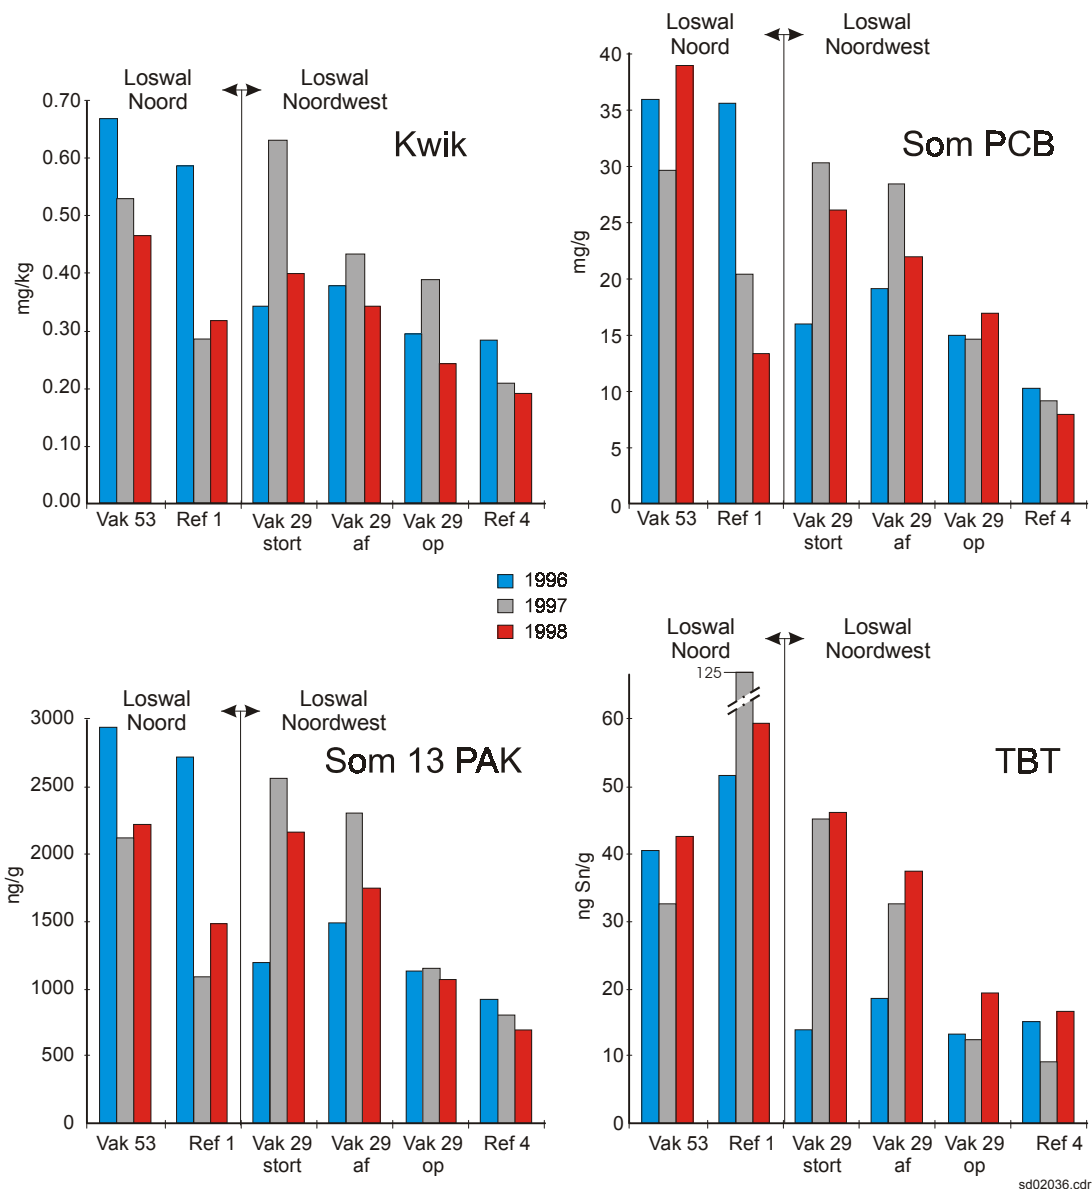 Loswal
Noord
Loswal
Noordwest
Kwik
mg/kg
0.70
0.60
0.50
0.40
0.30
0.20
0.10
0.00
Vak 53
Ref 1
Vak 29
stort
Vak 29
af
Vak 29
op
Ref 4
Loswal
Noord
Loswal
Noordwest
Som PCB
mg/g
40
35
30
25
20
15
10
5
0
Vak 53
Ref 1
Vak 29
stort
Vak 29
af
Vak 29
op
Ref 4
1996
1997
1998
Loswal
Noord
Loswal
Noordwest
Som 13 PAK
ng/g
3000
2500
2000
1500
1000
500
0
Vak 53
Ref 1
Vak 29
stort
Vak 29
af
Vak 29
op
Ref 4
Loswal
Noord
Loswal
Noordwest
125
TBT
ng Sn/g
60
50
40
30
20
10
0
Vak 53
Ref 1
Vak 29
stort
Vak 29
af
Vak 29
op
Ref 4
sd02036.cdr